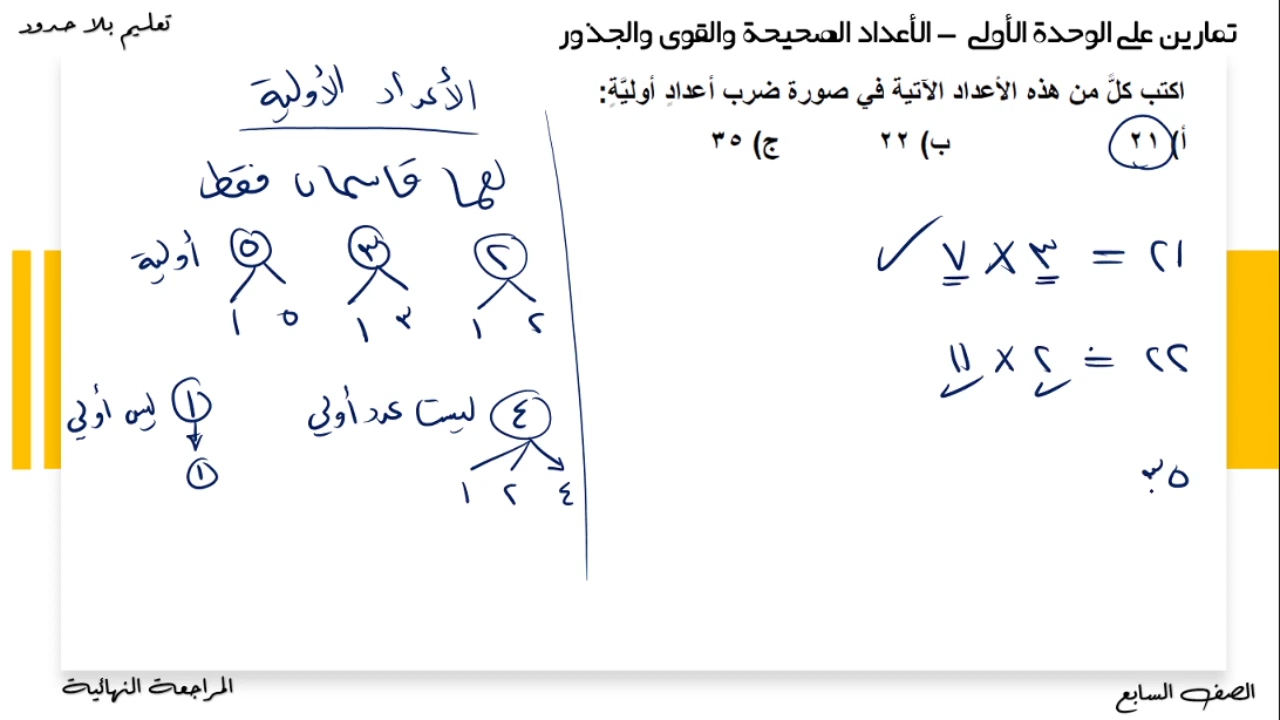 تمارين على الوحدة الأولى – الأعداد الصحيحة والقوى والجذور
تعليم بلا حدود
اكتب كلَّ من هذه الأعداد الآتية في صورة ضرب أعدادٍ أوليَّةٍ:
أ) ٢١ ب) ٢٢ ج) ٣٥
٢١ = ٣ × ٧
٢٢ = ٢ × ١١
٣٥
الأعداد الأولية
لهما قاسمان فقط
٢ ٣ ٥ أولية
٢ ١ ٣ ١ ٥ ١
٤ ليست عدد أولي
٤ ٢ ١
١ ليس أولي
١
الصف السابع
المراجعة النهائية